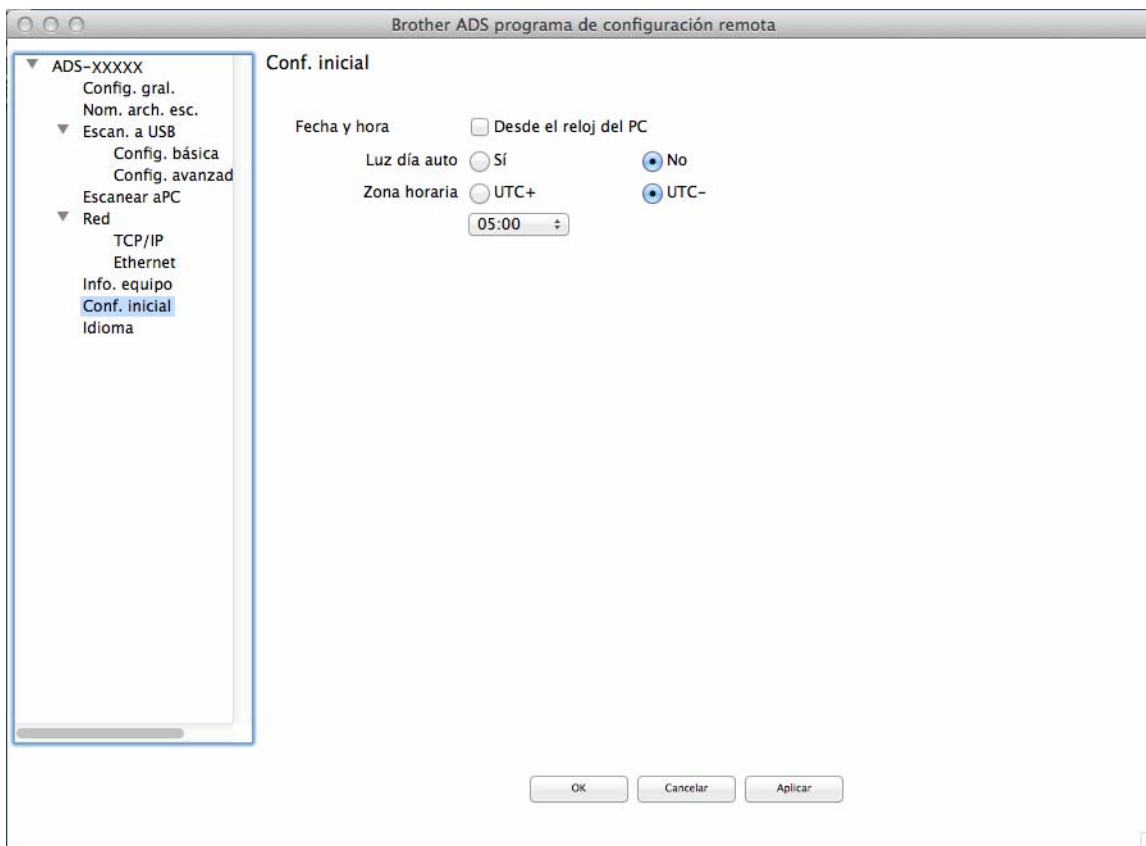 Brother ADS programa de configuración remota
ADS-XXXXX
Config. gral.
Nom. arch. esc.
Escan. a USB
Config. básica
Config. avanzad
Escanear aPC
Red
TCP/IP
Ethernet
Info. equipo
Conf. inicial
Idioma
Conf. inicial
Fecha y hora Desde el reloj del PC
Luz día auto Sí No
Zona horaria UTC+ UTC-
05:00
OK Cancelar Aplicar